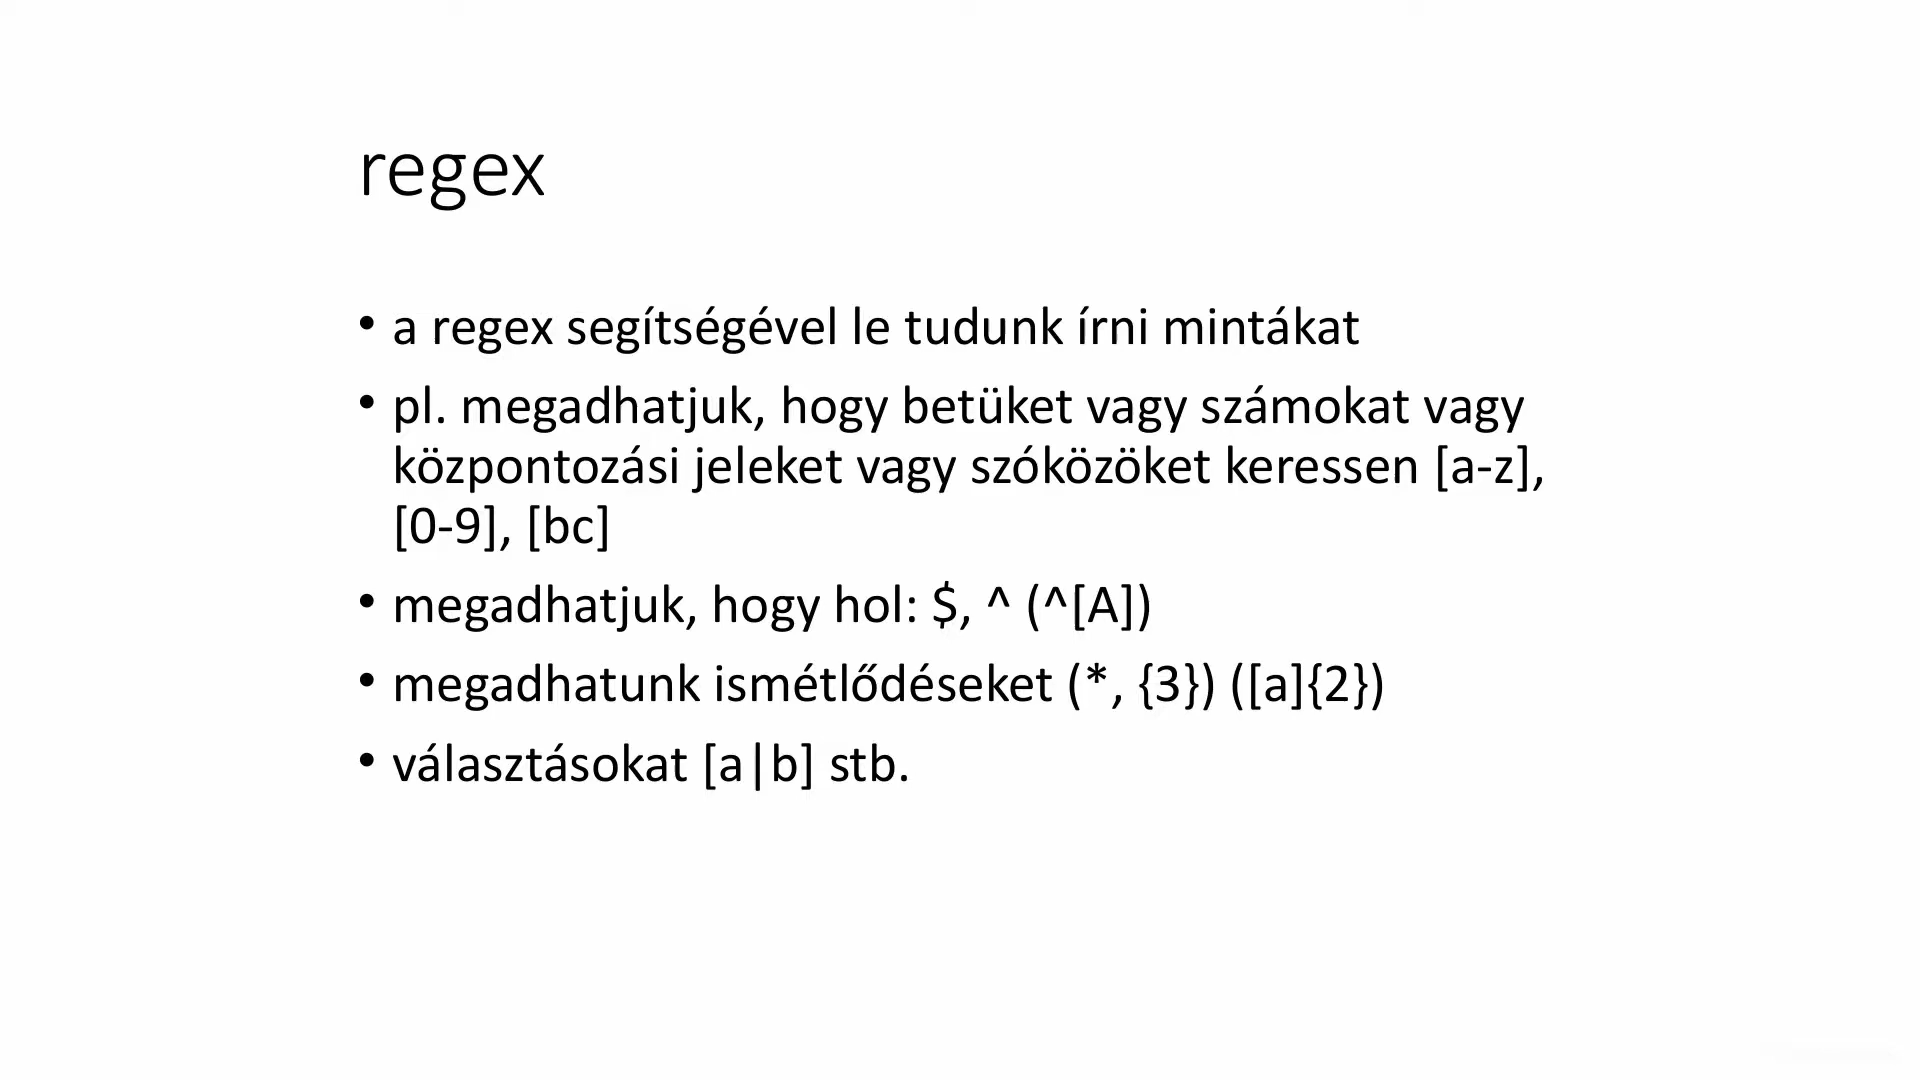 regex
• a regex segítségével le tudunk írni mintákat
• pl. megadhatjuk, hogy betüket vagy számokat vagy
központozási jeleket vagy szóközöket keressen [a-z],
[0-9], [bc]
• megadhatjuk, hogy hol: $, ^ (^[A])
• megadhatunk ismétlődéseket (*, {3}) ([a]{2})
• választásokat [a|b] stb.